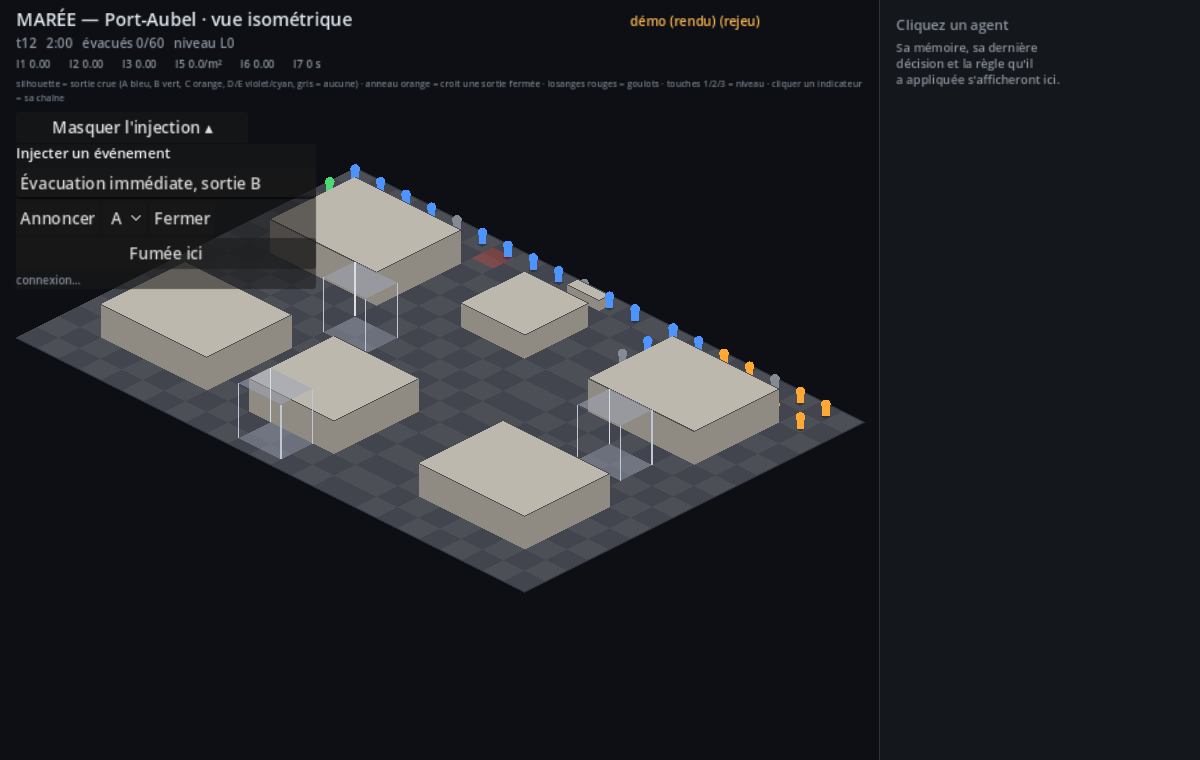 MARÉE — Port-Aubel · vue isométrique
démo (rendu) (rejeu)
t12 2:00 évacués 0/60 niveau L0
I1 0.00 I2 0.00 I3 0.00 I5 0.0/m² I6 0.00 I7 0 s
silhouette = sortie crue (A bleu, B vert, C orange, D/E violet/cyan, gris = aucune) · anneau orange = croit une sortie fermée · losanges rouges = goulots · touches 1/2/3 = niveau · cliquer un indicateur
= sa chaîne
Masquer l'injection ▴
Injecter un événement
Évacuation immédiate, sortie B
Annoncer A Fermer
Fumée ici
connexion...
Cliquez un agent
Sa mémoire, sa dernière
décision et la règle qu'il
a appliquée s'afficheront ici.